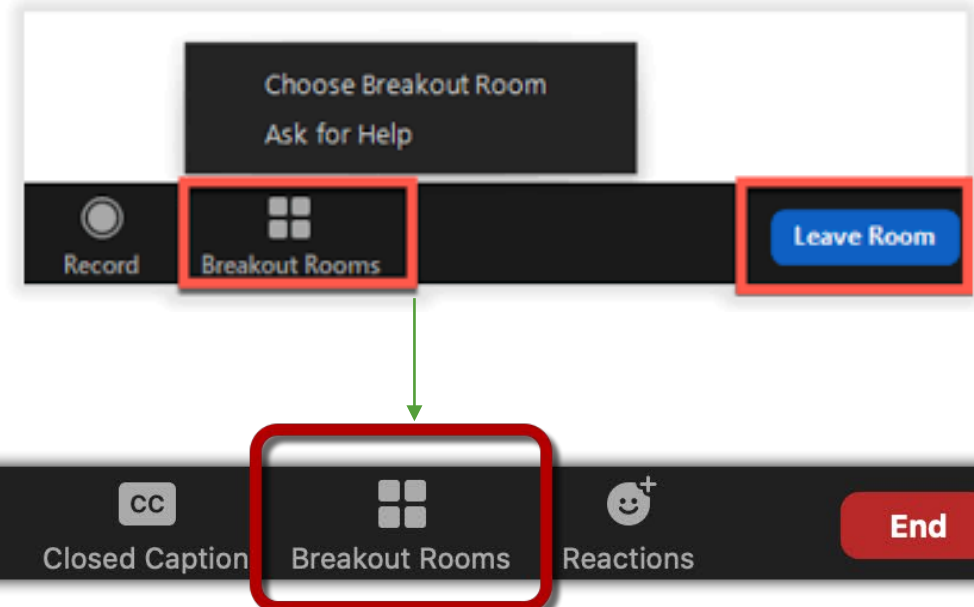 Choose Breakout Room
Ask for Help
Record
Breakout Rooms
Leave Room
CC
Closed Caption
Breakout Rooms
Reactions
End